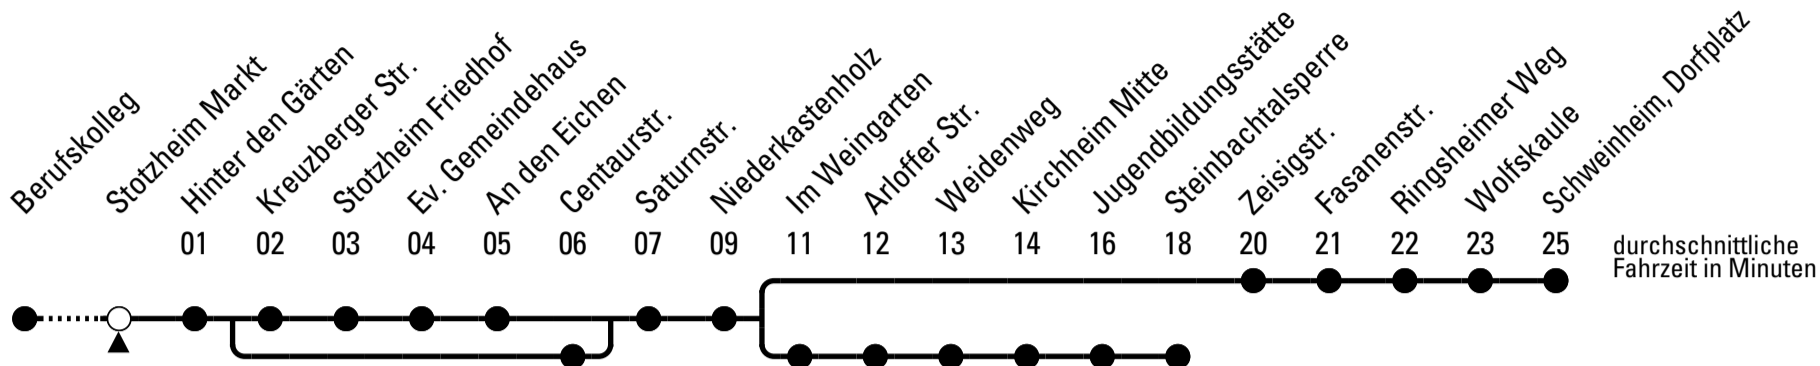 Berufskolleg
Stotzheim Markt
Hinter den Gärten
Kreuzberger Str.
Stotzheim Friedhof
Ev. Gemeindehaus
An den Eichen
Centaurstr.
Saturnstr.
Niederkastenholz
Im Weingarten
Arloffer Str.
Weidenweg
Kirchheim Mitte
Jugendbildungsstätte
Steinbachtalsperre
Zeisigstr.
Fasanenstr.
Ringsheimer Weg
Wolfskaule
Schweinheim, Dorfplatz
01 02 03 04 05 06 07 09 11 12 13 14 16 18 20 21 22 23 25
durchschnittliche
Fahrzeit in Minuten